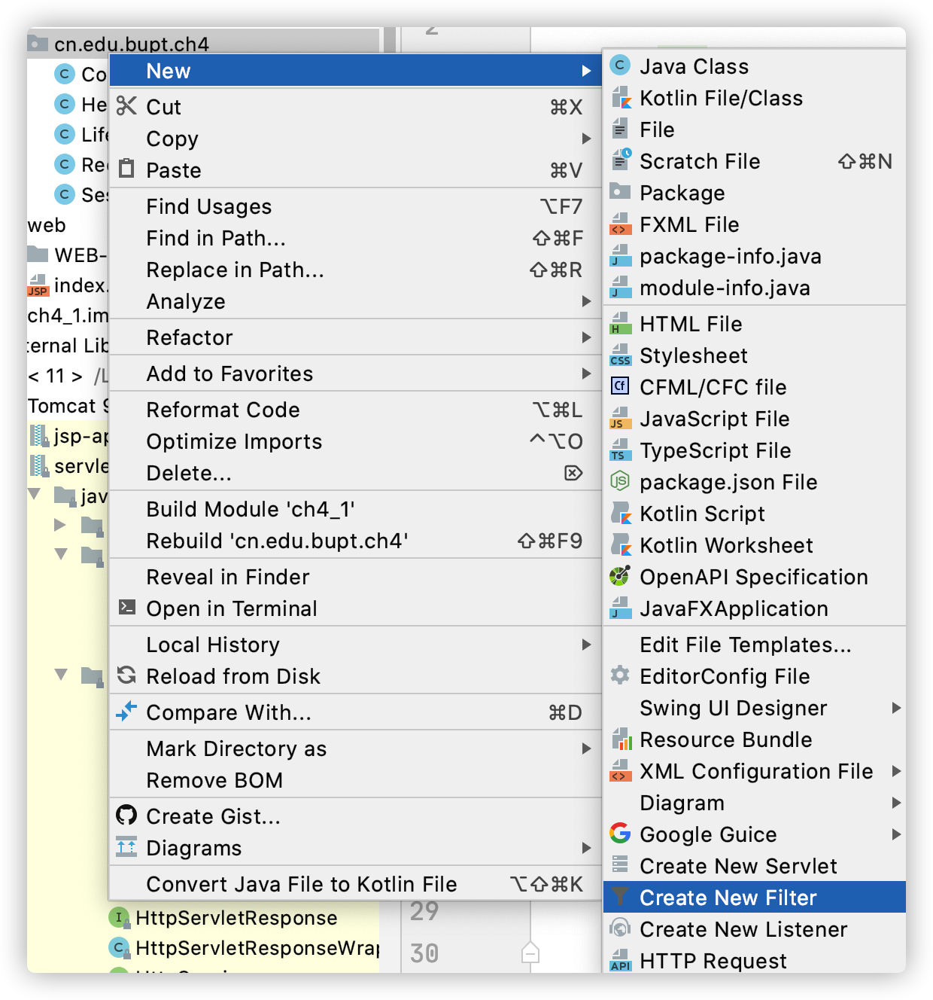 cn.edu.bupt.ch4
2
New
Cut ⌘X
Copy
Paste ⌘V
Find Usages ⌥F7
Find in Path... ⇧⌘F
Replace in Path... ⇧⌘R
Analyze
Refactor
Add to Favorites
Reformat Code ⌥⌘L
Optimize Imports ^⌥O
Delete... ⌦
Build Module 'ch4_1'
Rebuild 'cn.edu.bupt.ch4' ⇧⌘F9
Reveal in Finder
Open in Terminal
Local History
Reload from Disk
Compare With... ⌘D
Mark Directory as
Remove BOM
Create Gist...
Diagrams
Convert Java File to Kotlin File ⌥⇧⌘K
Java Class
Kotlin File/Class
File
Scratch File ⇧⌘N
Package
FXML File
package-info.java
module-info.java
HTML File
Stylesheet
CFML/CFC file
JavaScript File
TypeScript File
package.json File
Kotlin Script
Kotlin Worksheet
OpenAPI Specification
JavaFXApplication
Edit File Templates...
EditorConfig File
Swing UI Designer
Resource Bundle
XML Configuration File
Diagram
Google Guice
Create New Servlet
Create New Filter
Create New Listener
HTTP Request
C Co
C He
C Life
C Re
C Ses
web
WEB-
JSP index.
ch4_1.im
ternal Lib
< 11 > /L
Tomcat 9
jsp-ap
servle
jav
I HttpServletResponse
C HttpServletResponseWrap
29
30